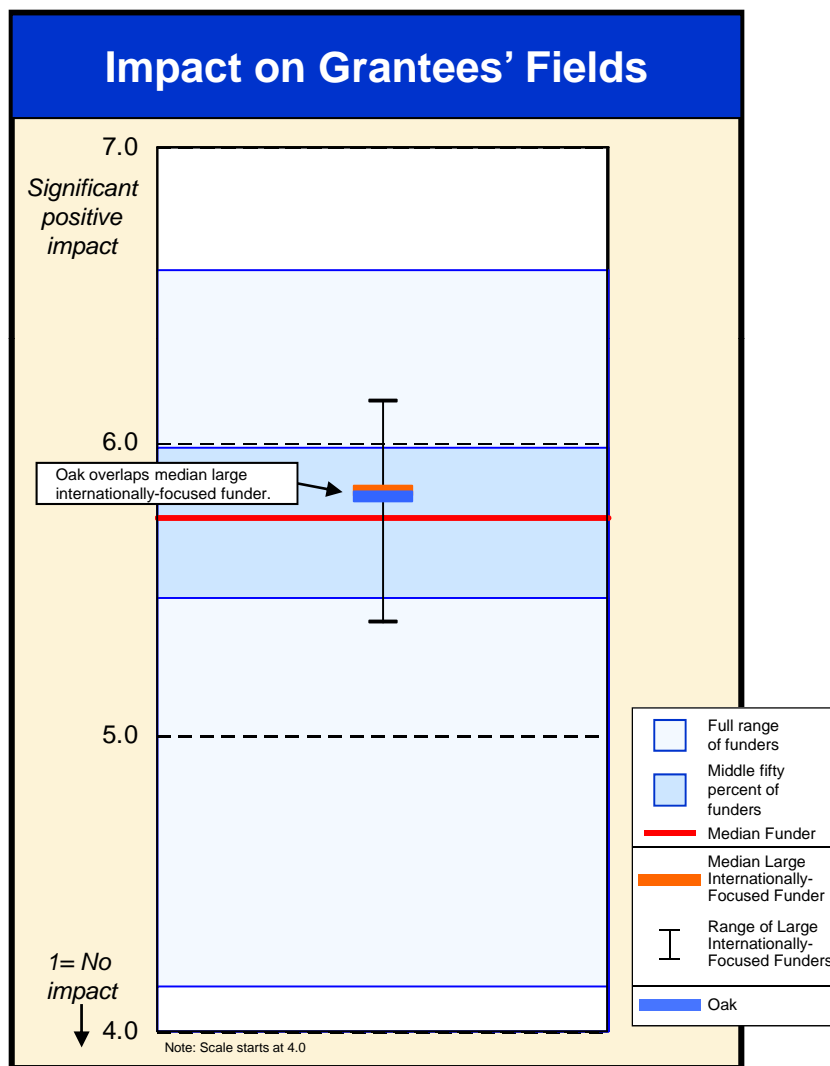 Impact on Grantees’ Fields
7.0
Significant
positive
impact
6.0
Oak overlaps median large
internationally-focused funder.
5.0
1= No
impact
4.0
Note: Scale starts at 4.0
Full range
of funders
Middle fifty
percent of
funders
Median Funder
Median Large
Internationally-
Focused Funder
Range of Large
Internationally-
Focused Funders
Oak